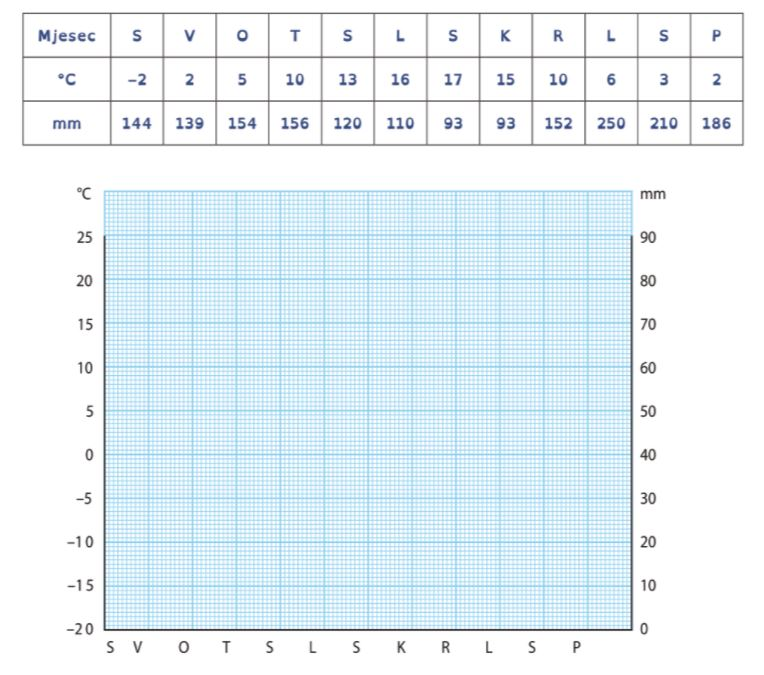 Mjesec S V O T S L S K R L S P
°C –2 2 5 10 13 16 17 15 10 6 3 2
mm 144 139 154 156 120 110 93 93 152 250 210 186
°C mm
25 90
20 80
15 70
10 60
5 50
0 40
–5 30
–10 20
–15 10
–20 0
S V O T S L S K R L S P